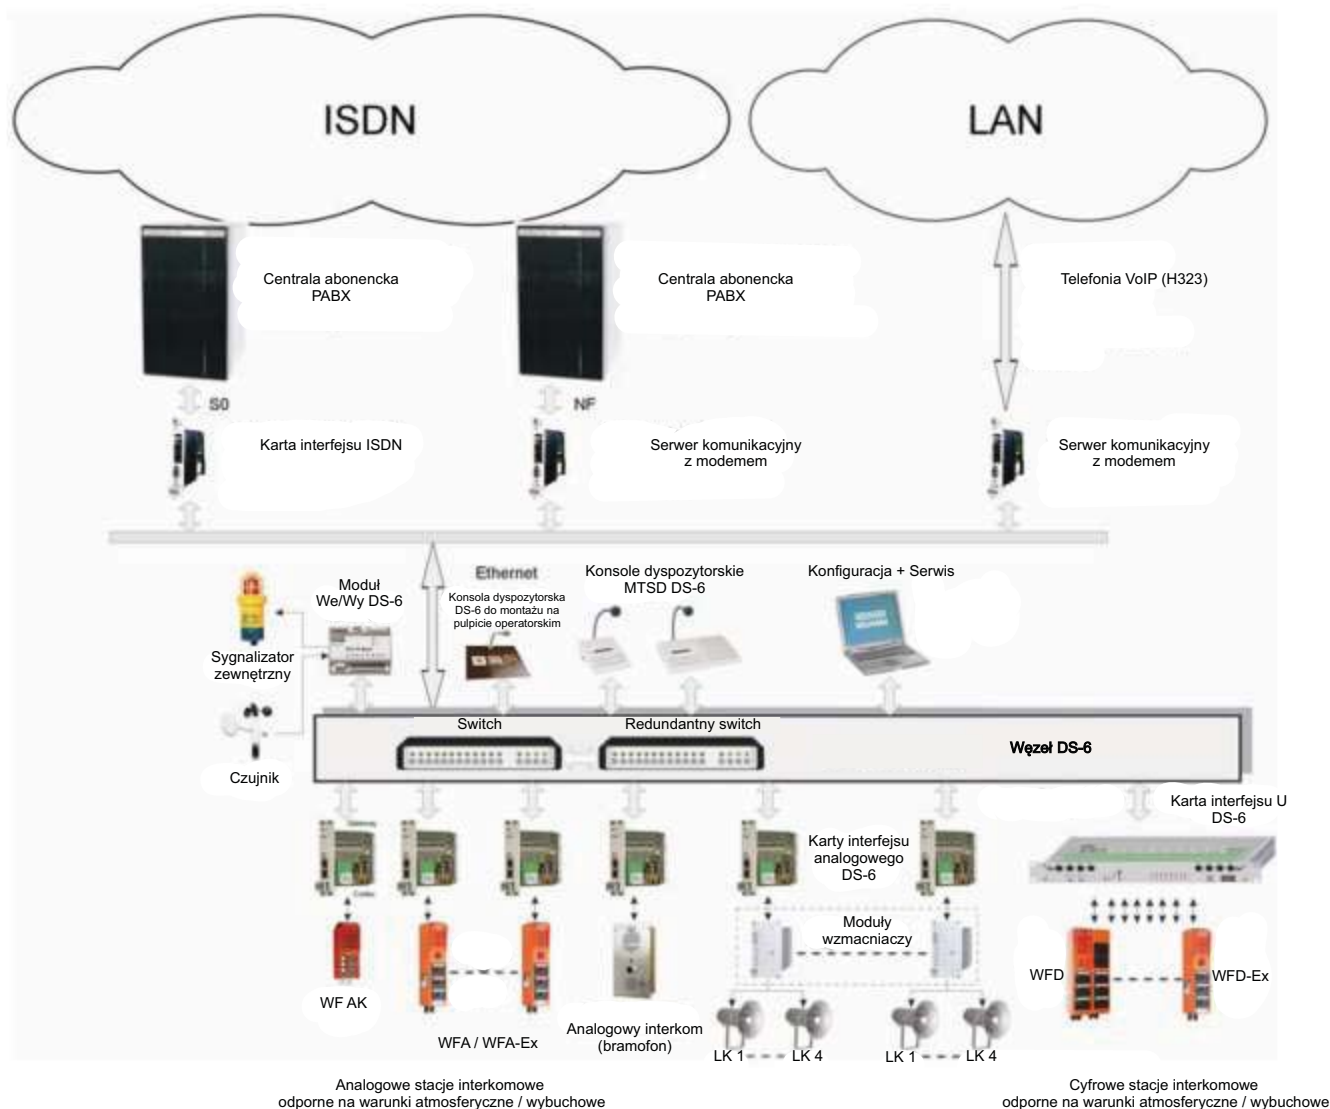 ISDN
LAN
Centrala abonencka
PABX
Centrala abonencka
PABX
Telefonia VoIP (H323)
S0
NF
Karta interfejsu ISDN
Serwer komunikacyjny
z modemem
Serwer komunikacyjny
z modemem
Ethernet
Moduł
We/Wy DS-6
Konsola dyspozytorska
DS-6 do montażu na
pulpicie operatorskim
Konsole dyspozytorskie
MTSD DS-6
Konfiguracja + Serwis
Sygnalizator
zewnętrzny
Czujnik
Switch
Redundantny switch
Węzeł DS-6
Karta interfejsu U
DS-6
Karty interfejsu
analogowego
DS-6
Moduły
wzmacniaczy
WF AK
WFA / WFA-Ex
Analogowy interkom
(bramofon)
LK 1
LK 4
LK 1
LK 4
WFD
WFD-Ex
Analogowe stacje interkomowe
odporne na warunki atmosferyczne / wybuchowe
Cyfrowe stacje interkomowe
odporne na warunki atmosferyczne / wybuchowe